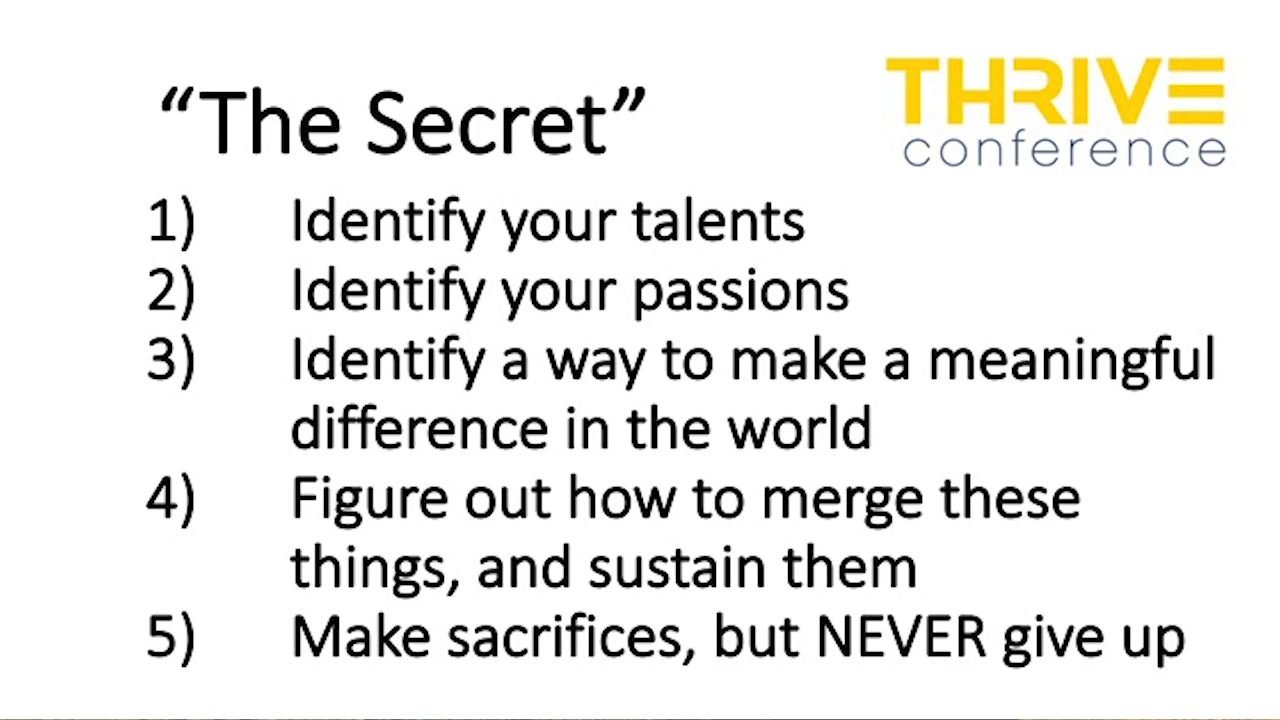 THRIVE
conference
“The Secret”
1) Identify your talents
2) Identify your passions
3) Identify a way to make a meaningful
difference in the world
4) Figure out how to merge these
things, and sustain them
5) Make sacrifices, but NEVER give up